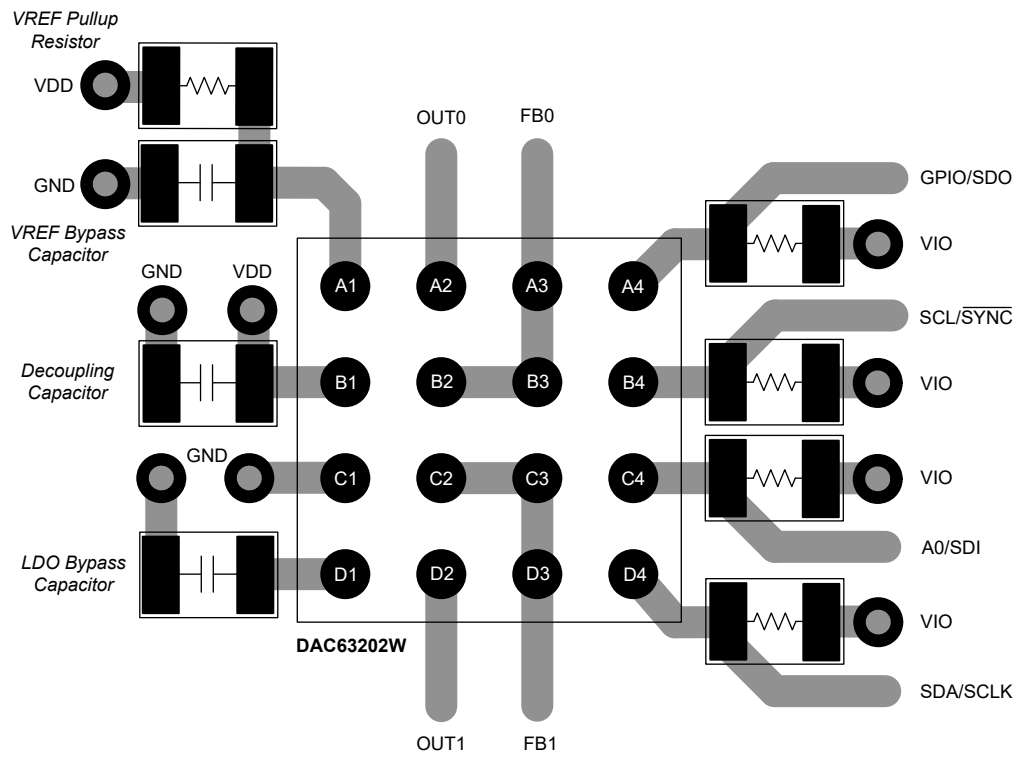 VREF Pullup
Resistor
VDD
GND
VREF Bypass
Capacitor
OUT0
FB0
GPIO/SDO
VIO
GND
VDD
A1
A2
A3
A4
SCL/SYNC
Decoupling
Capacitor
B1
B2
B3
B4
VIO
GND
C1
C2
C3
C4
VIO
A0/SDI
LDO Bypass
Capacitor
D1
D2
D3
D4
VIO
DAC63202W
SDA/SCLK
OUT1
FB1